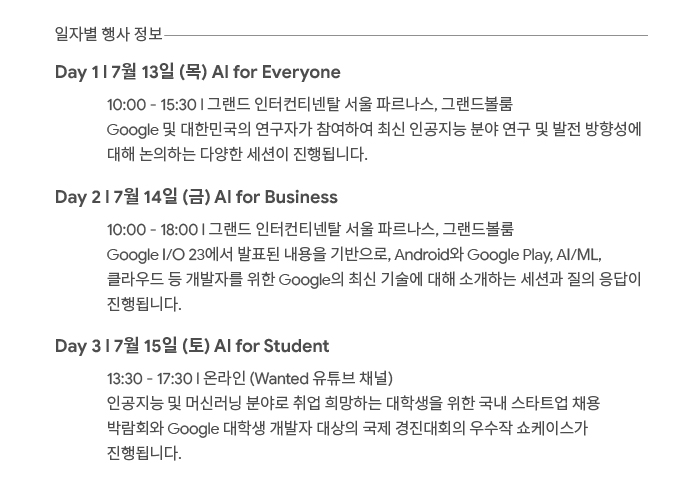 일자별 행사 정보
Day 1 | 7월 13일 (목) AI for Everyone
10:00 - 15:30 | 그랜드 인터컨티넨탈 서울 파르나스, 그랜드볼룸
Google 및 대한민국의 연구자가 참여하여 최신 인공지능 분야 연구 및 발전 방향성에
대해 논의하는 다양한 세션이 진행됩니다.
Day 2 | 7월 14일 (금) AI for Business
10:00 - 18:00 | 그랜드 인터컨티넨탈 서울 파르나스, 그랜드볼룸
Google I/O 23에서 발표된 내용을 기반으로, Android와 Google Play, AI/ML,
클라우드 등 개발자를 위한 Google의 최신 기술에 대해 소개하는 세션과 질의 응답이
진행됩니다.
Day 3 | 7월 15일 (토) AI for Student
13:30 - 17:30 | 온라인 (Wanted 유튜브 채널)
인공지능 및 머신러닝 분야로 취업 희망하는 대학생을 위한 국내 스타트업 채용
박람회와 Google 대학생 개발자 대상의 국제 경진대회의 우수작 쇼케이스가
진행됩니다.